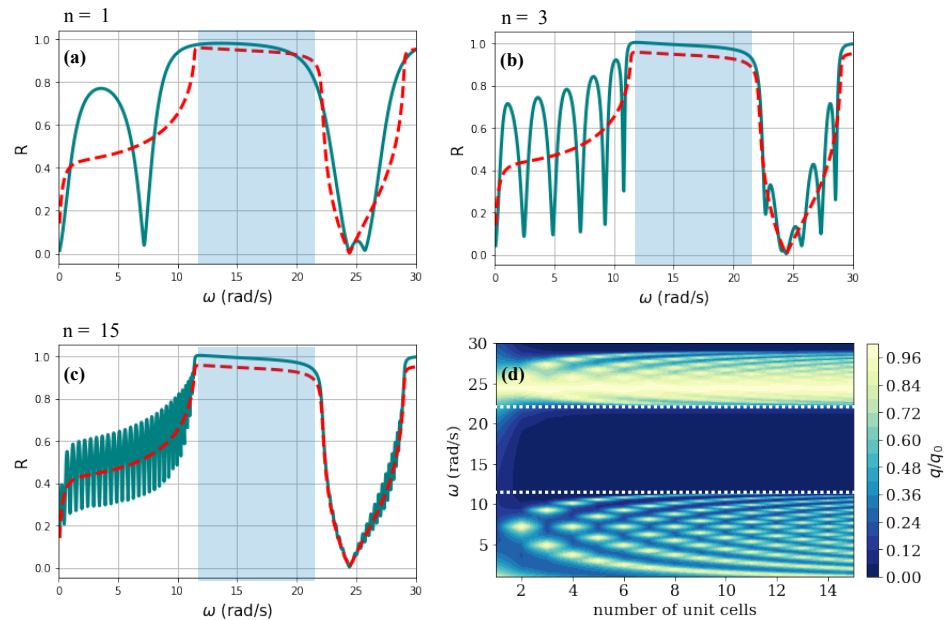 n = 1
(a)
R
1.0
0.8
0.6
0.4
0.2
0.0
0 5 10 15 20 25 30
ω (rad/s)
n = 3
(b)
R
1.0
0.8
0.6
0.4
0.2
0.0
0 5 10 15 20 25 30
ω (rad/s)
n = 15
(c)
R
1.0
0.8
0.6
0.4
0.2
0.0
0 5 10 15 20 25 30
ω (rad/s)
(d)
ω (rad/s)
30
25
20
15
10
5
2 4 6 8 10 12 14
number of unit cells
0.96
0.84
0.72
0.60
0.48
0.36
0.24
0.12
0.00
q/q₀